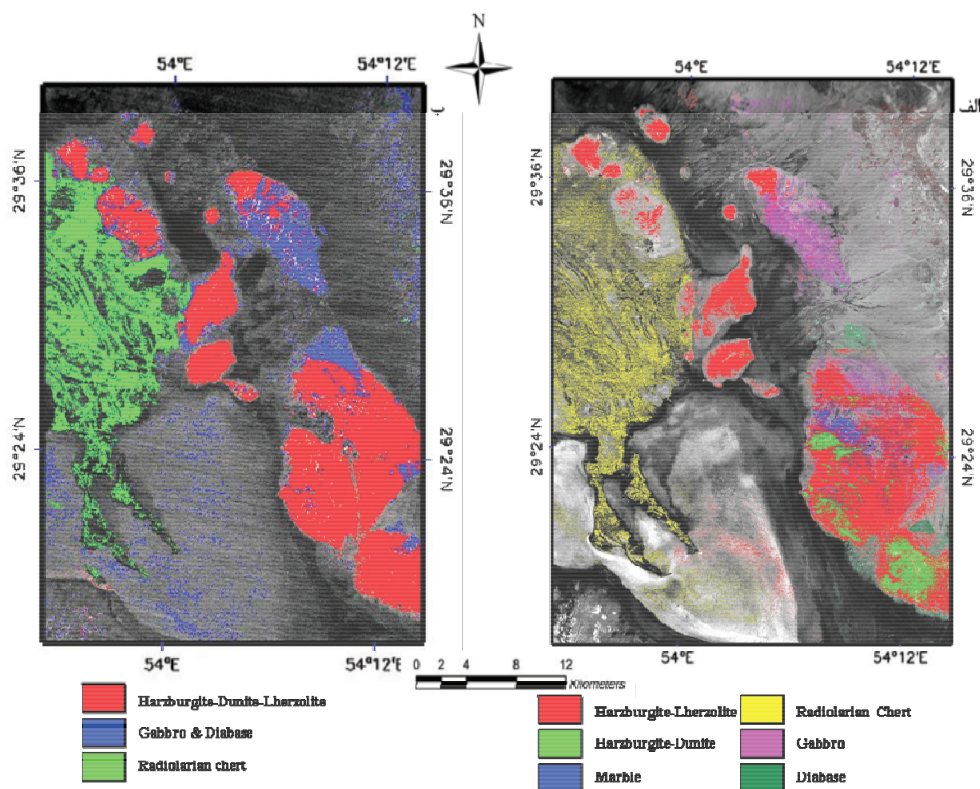 N
54°E 54°12'E 54°E 54°12'E
ب الف
29°36'N 29°36'N 29°36'N 29°36'N
29°24'N 29°24'N 29°24'N 29°24'N
54°E 54°12'E 54°E 54°12'E
0 2 4 8 12
Kilometers
Harzburgite-Dunite-Lherzolite
Gabbro & Diabase
Radiolarian chert
Harzburgite-Lherzolite Radiolarian Chert
Harzburgite-Dunite Gabbro
Marble Diabase